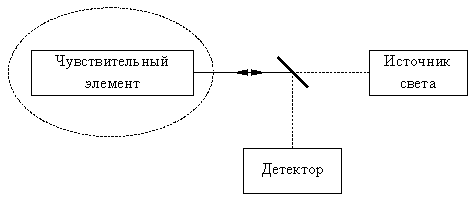 Чувствительный
элемент
Источник
света
Детектор